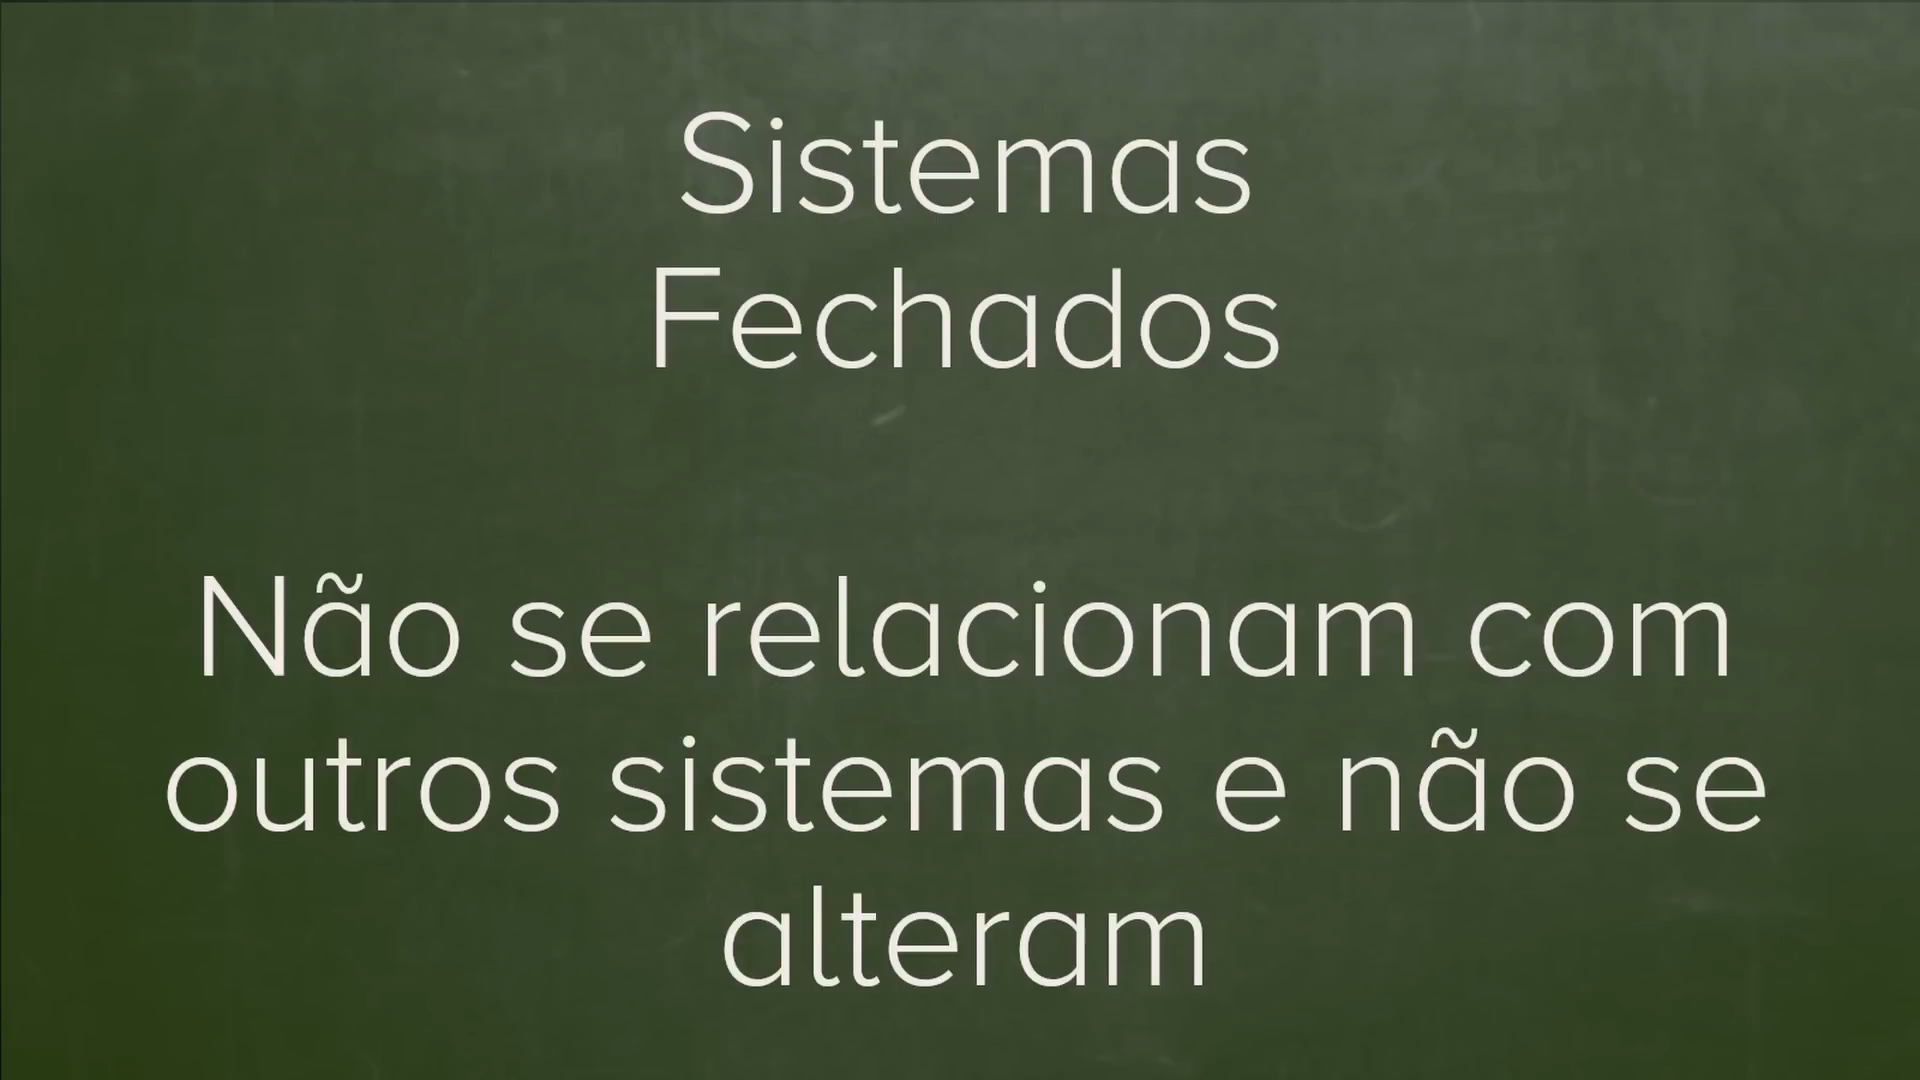 Sistemas
Fechados
Não se relacionam com
outros sistemas e não se
alteram